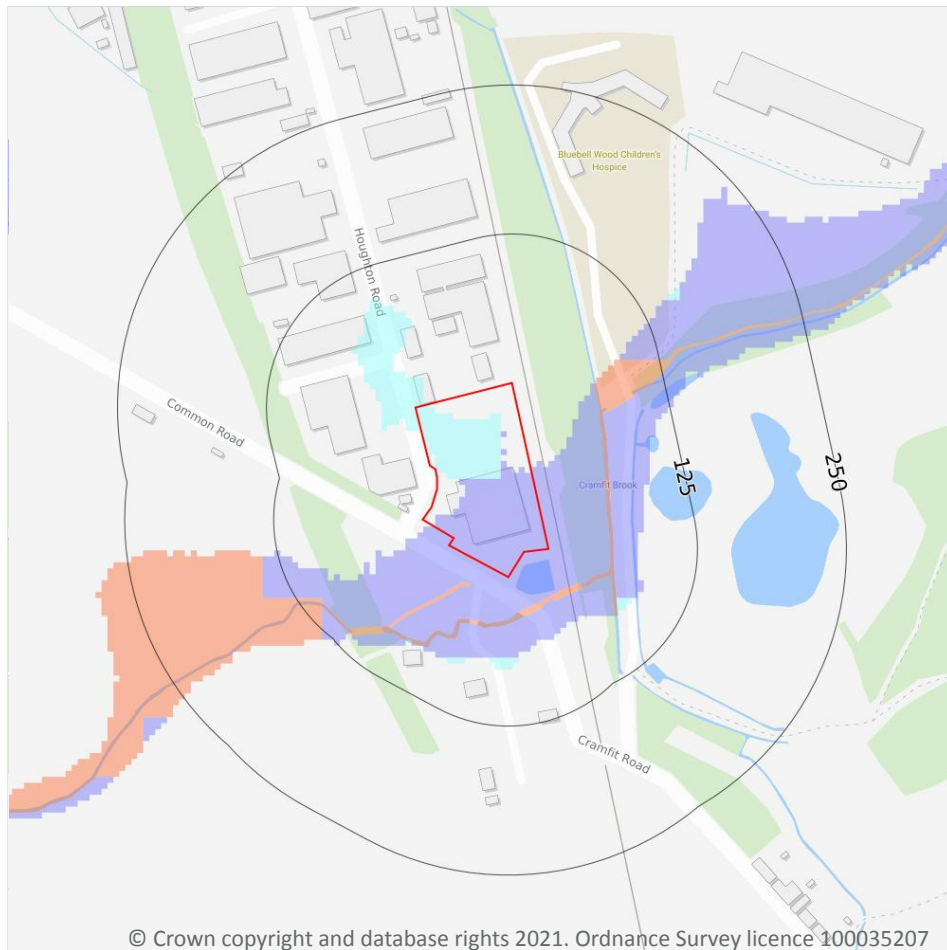 Bluebell Wood Children's
Hospice
Houghton Road
Common Road
Cramfit Brook
125
250
Cramfit Road
© Crown copyright and database rights 2021. Ordnance Survey licence 100035207